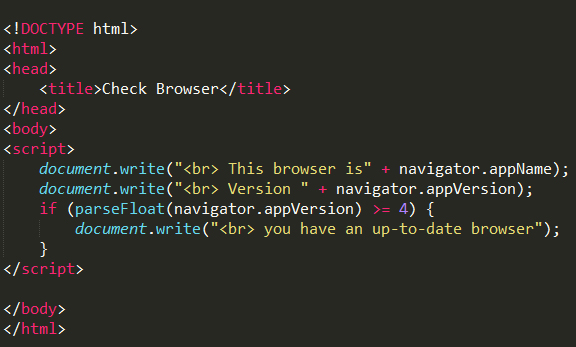 <!DOCTYPE html>
<html>
<head>
    <title>Check Browser</title>
</head>
<body>
<script>
    document.write("<br> This browser is" + navigator.appName);
    document.write("<br> Version " + navigator.appVersion);
    if (parseFloat(navigator.appVersion) >= 4) {
        document.write("<br> you have an up-to-date browser");
    }
</script>

</body>
</html>